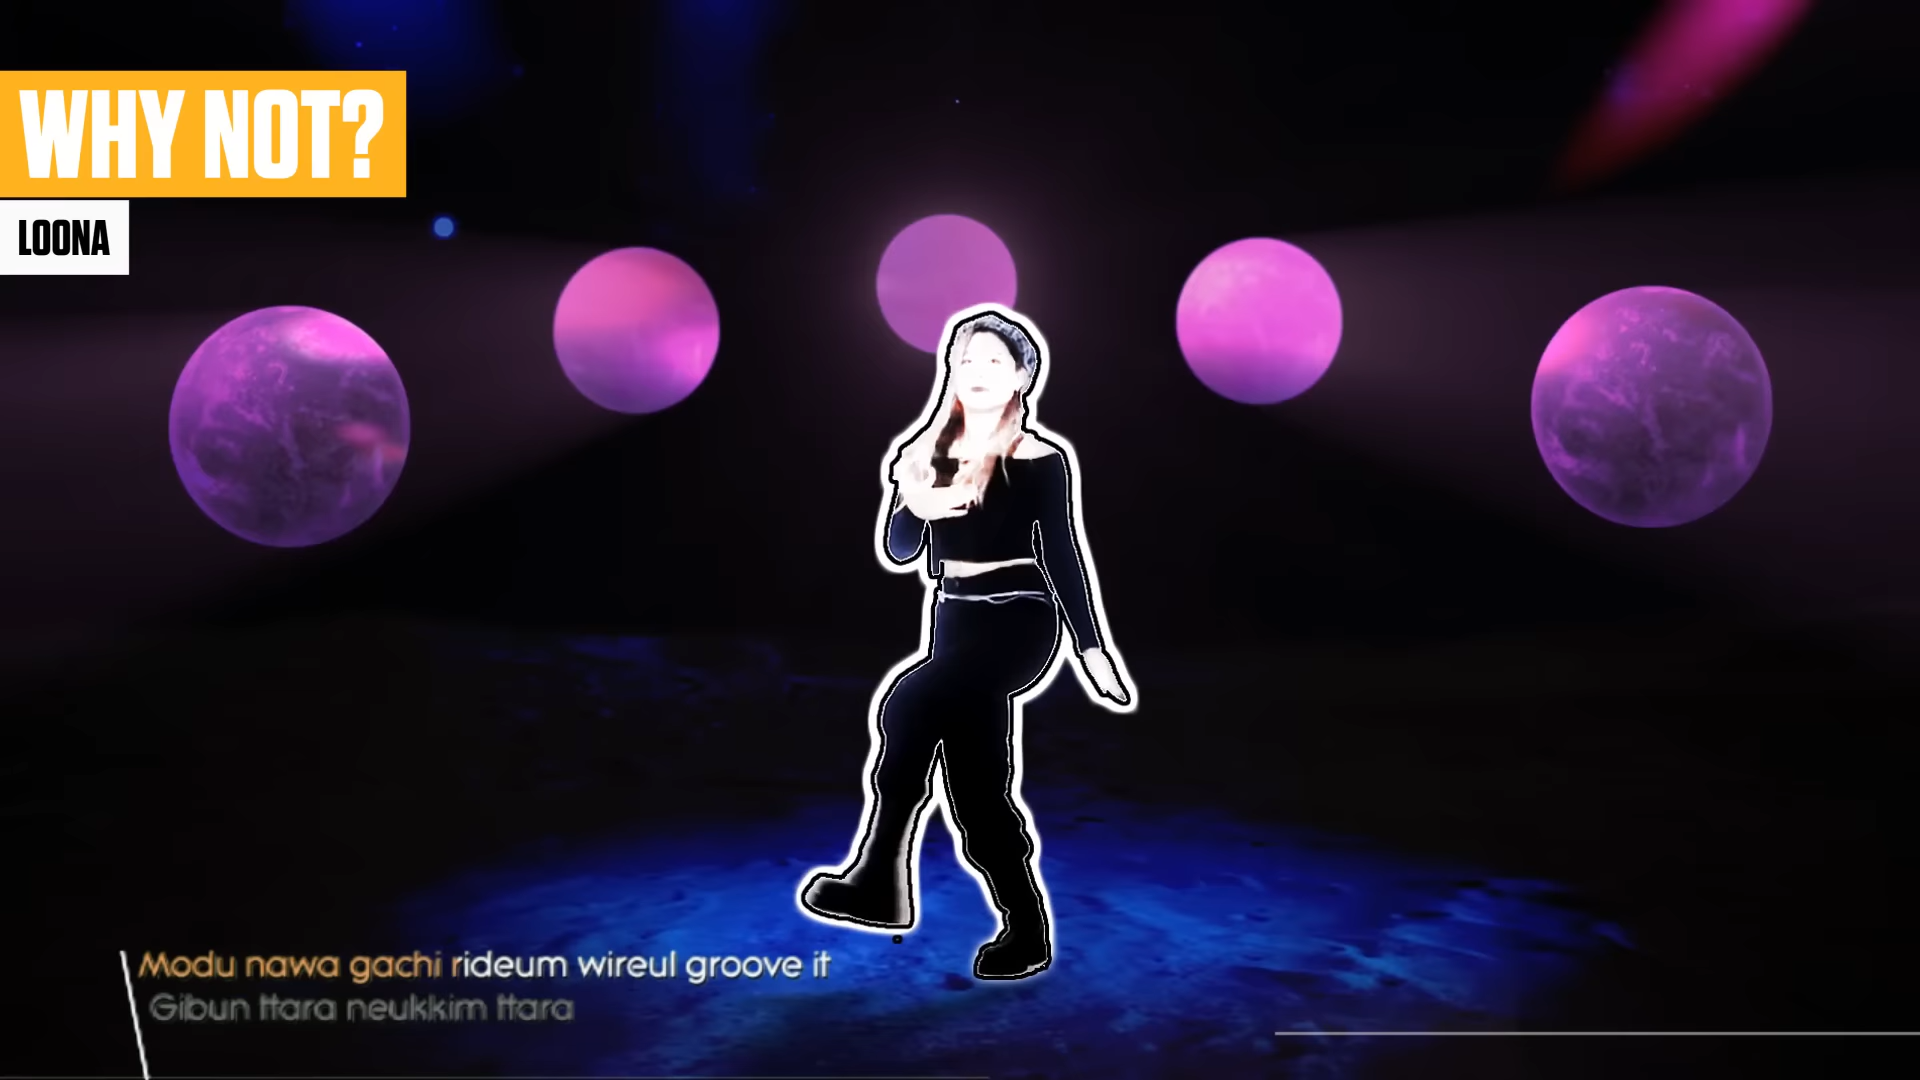 WHY NOT?
LOONA
Modu nawa gachi rideum wireul groove it
Gibun ttara neukkim ttara